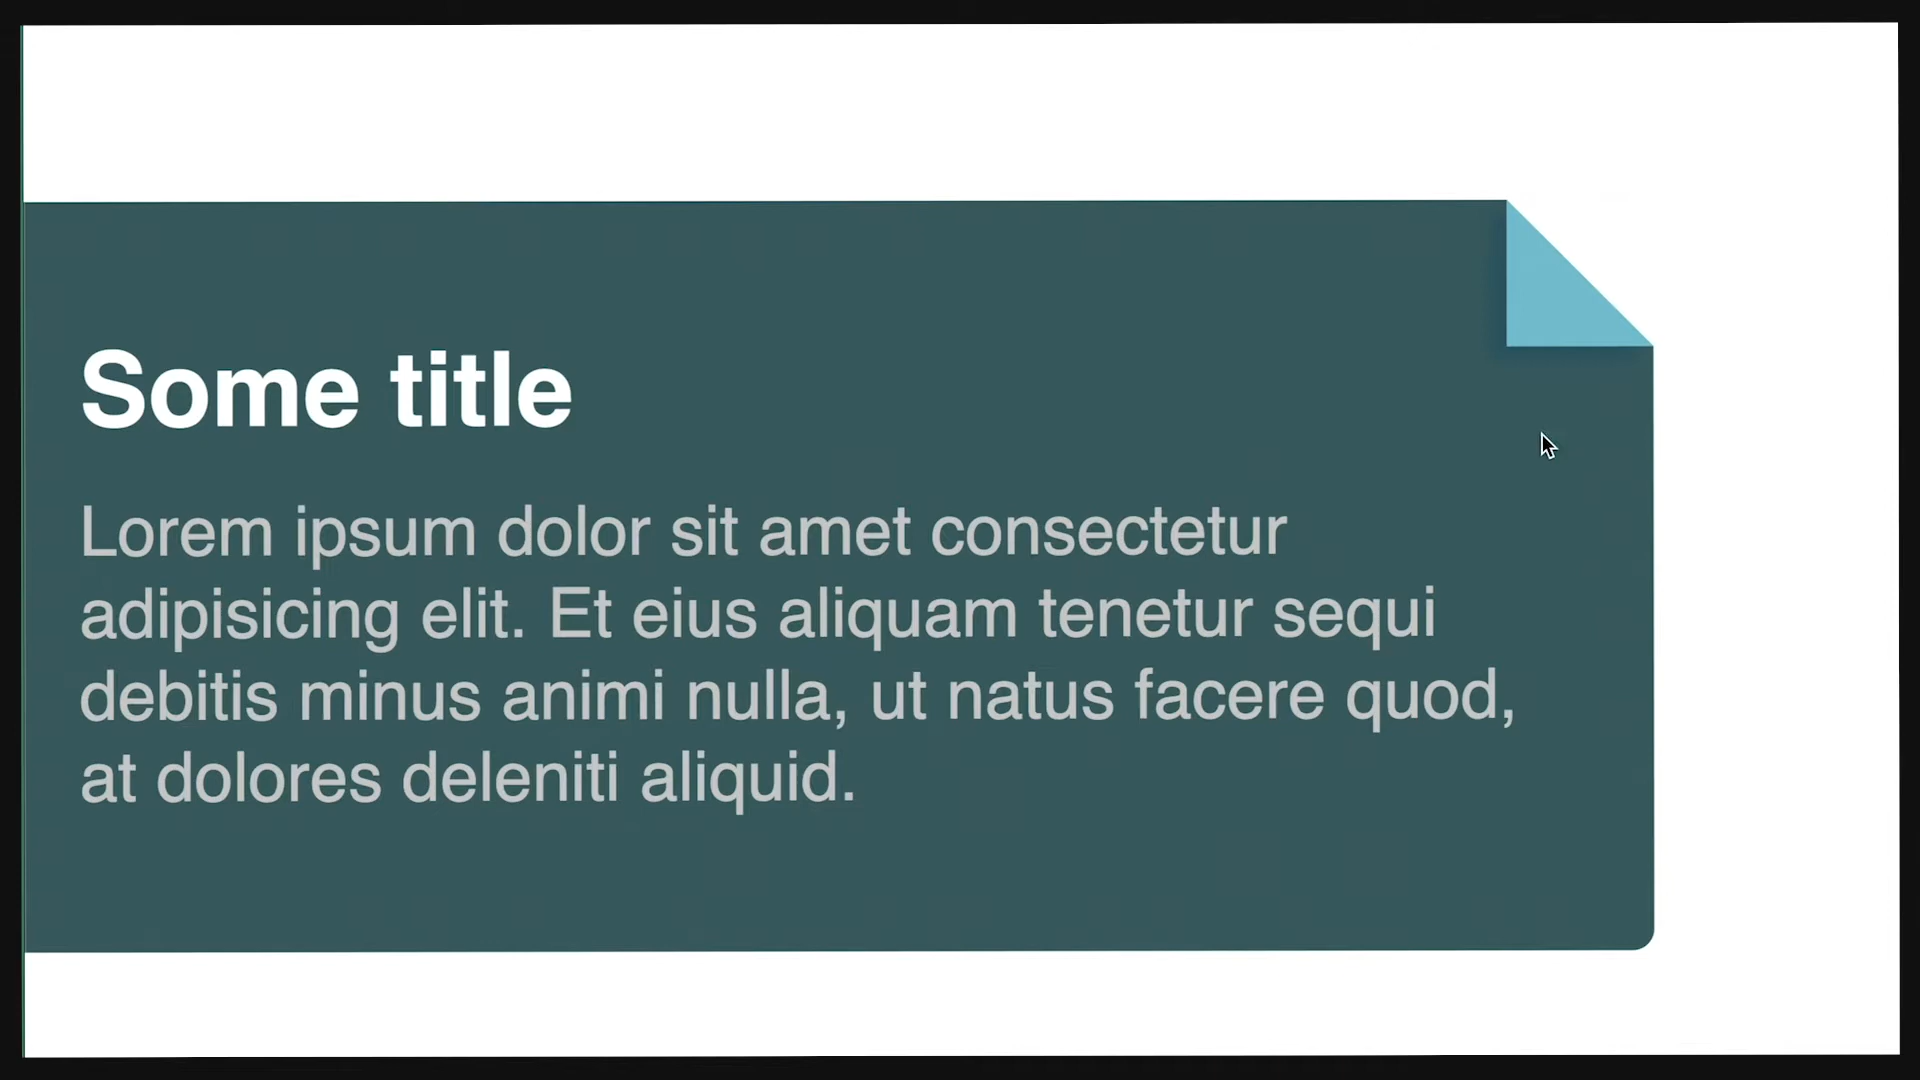 Some title
Lorem ipsum dolor sit amet consectetur
adipisicing elit. Et eius aliquam tenetur sequi
debitis minus animi nulla, ut natus facere quod,
at dolores deleniti aliquid.